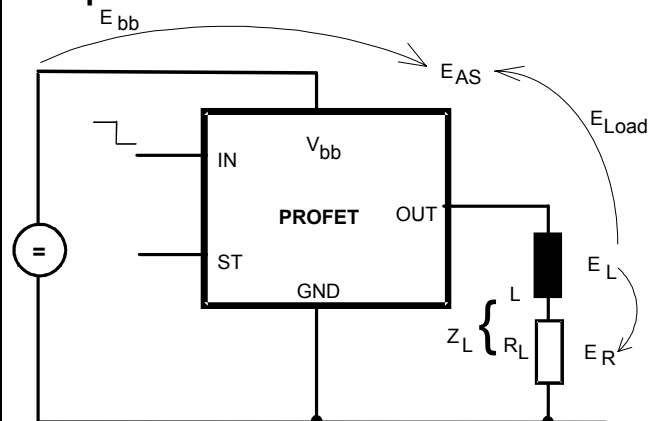 E bb
E AS
E Load
V bb
IN
PROFET
OUT
ST
GND
E L
L
Z L { R L
E R
=